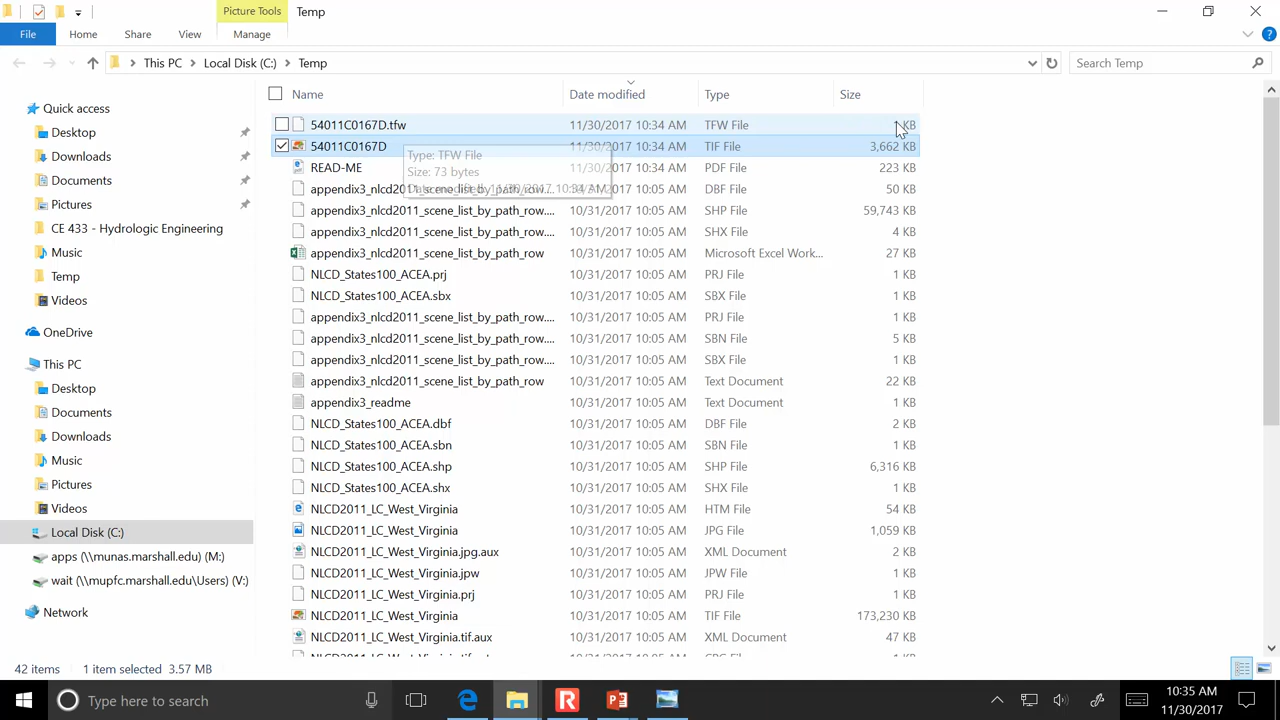 Picture Tools
Temp
File
Home
Share
View
Manage
This PC
Local Disk (C:)
Temp
Search Temp
Name
Date modified
Type
Size
Quick access
Desktop
Downloads
Documents
Pictures
CE 433 - Hydrologic Engineering
Music
Temp
Videos
OneDrive
This PC
Desktop
Documents
Downloads
Music
Pictures
Videos
Local Disk (C:)
apps (\\munas.marshall.edu) (M:)
wait (\\mupfc.marshall.edu\Users) (V:)
Network
54011C0167D.tfw 11/30/2017 10:34 AM TFW File 1 KB
54011C0167D 11/30/2017 10:34 AM TIF File 3,662 KB
READ-ME 11/30/2017 10:34 AM PDF File 223 KB
appendix3_nlcd2011_scene_list_by_path_row.... 10/31/2017 10:05 AM DBF File 50 KB
appendix3_nlcd2011_scene_list_by_path_row.... 10/31/2017 10:05 AM SHP File 59,743 KB
appendix3_nlcd2011_scene_list_by_path_row.... 10/31/2017 10:05 AM SHX File 4 KB
appendix3_nlcd2011_scene_list_by_path_row 10/31/2017 10:05 AM Microsoft Excel Work... 27 KB
NLCD_States100_ACEA.prj 10/31/2017 10:05 AM PRJ File 1 KB
NLCD_States100_ACEA.sbx 10/31/2017 10:05 AM SBX File 1 KB
appendix3_nlcd2011_scene_list_by_path_row.... 10/31/2017 10:05 AM PRJ File 1 KB
appendix3_nlcd2011_scene_list_by_path_row.... 10/31/2017 10:05 AM SBN File 5 KB
appendix3_nlcd2011_scene_list_by_path_row.... 10/31/2017 10:05 AM SBX File 1 KB
appendix3_nlcd2011_scene_list_by_path_row 10/31/2017 10:05 AM Text Document 22 KB
appendix3_readme 10/31/2017 10:05 AM Text Document 2 KB
NLCD_States100_ACEA.dbf 10/31/2017 10:05 AM DBF File 2 KB
NLCD_States100_ACEA.sbn 10/31/2017 10:05 AM SBN File 1 KB
NLCD_States100_ACEA.shp 10/31/2017 10:05 AM SHP File 6,316 KB
NLCD_States100_ACEA.shx 10/31/2017 10:05 AM SHX File 1 KB
NLCD2011_LC_West_Virginia 10/31/2017 10:05 AM HTM File 54 KB
NLCD2011_LC_West_Virginia 10/31/2017 10:05 AM JPG File 1,059 KB
NLCD2011_LC_West_Virginia.jpg.aux 10/31/2017 10:05 AM XML Document 2 KB
NLCD2011_LC_West_Virginia.jpw 10/31/2017 10:05 AM JPW File 1 KB
NLCD2011_LC_West_Virginia.prj 10/31/2017 10:05 AM PRJ File 1 KB
NLCD2011_LC_West_Virginia 10/31/2017 10:05 AM TIF File 173,230 KB
NLCD2011_LC_West_Virginia.tif.aux 10/31/2017 10:05 AM XML Document 47 KB
Type: TFW File
Size: 73 bytes
Date modified: 11/30/2017 10:34 AM
42 items 1 item selected 3.57 MB
Type here to search
10:35 AM
11/30/2017